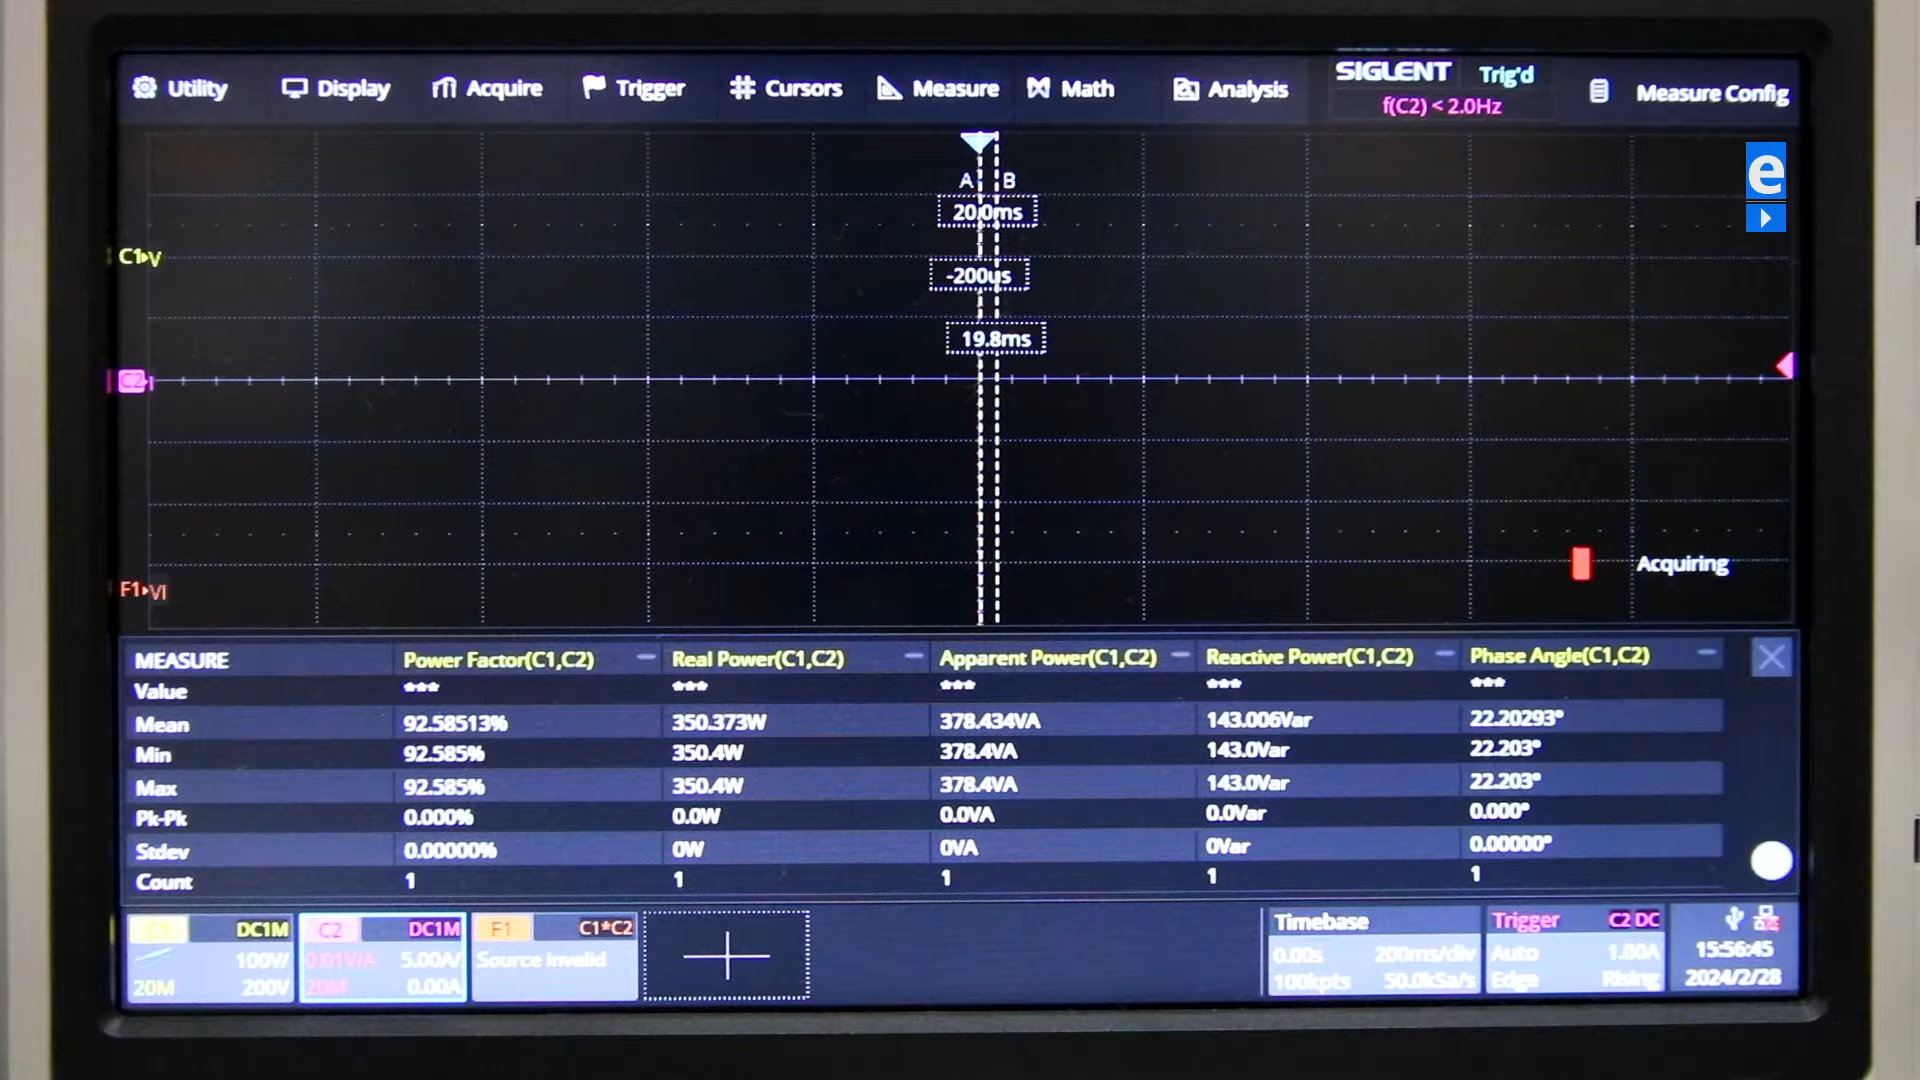 Utility Display Acquire Trigger Cursors Measure Math Analysis SIGLENT Trig'd Measure Config
f(C2) < 2.0Hz
e
A B
20.0ms
C1 V
-200us
19.8ms
C2 I
Acquiring
F1 VI
MEASURE Power Factor(C1,C2) Real Power(C1,C2) Apparent Power(C1,C2) Reactive Power(C1,C2) Phase Angle(C1,C2)
Value *** *** *** *** ***
Mean 92.58513% 350.373W 378.434VA 143.006Var 22.20293°
Min 92.585% 350.4W 378.4VA 143.0Var 22.203°
Max 92.585% 350.4W 378.4VA 143.0Var 22.203°
Pk-Pk 0.000% 0.0W 0.0VA 0.0Var 0.000°
Stdev 0.00000% 0W 0VA 0Var 0.00000°
Count 1 1 1 1 1
C1 DC1M C2 DC1M F1 C1*C2 Timebase Trigger C2 DC
100V/ 0.01V/A 5.00A/ Source invalid 0.00s 200ms/div Auto 1.00A 15:56:45
20M 200V 20M 0.00A 100kpts 50.0kSa/s Edge Rising 2024/2/28